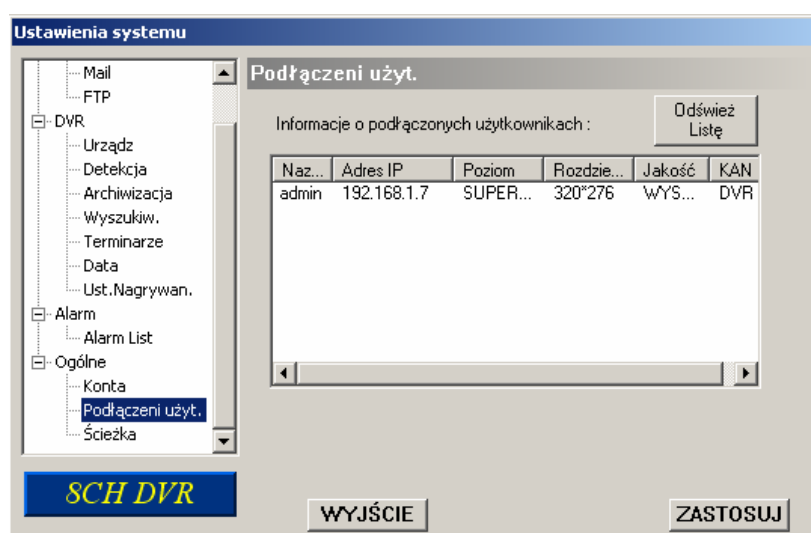 Ustawienia systemu
Mail
FTP
DVR
Urządz
Detekcja
Archiwizacja
Wyszukiw.
Terminarze
Data
Ust.Nagrywan.
Alarm
Alarm List
Ogólne
Konta
Podłączeni użyt.
Ścieżka
8CH DVR
Podłączeni użyt.
Informacje o podłączonych użytkownikach :
Odśwież
Listę
Naz... Adres IP Poziom Rozdzie... Jakość KAN
admin 192.168.1.7 SUPER... 320*276 WYS... DVR
WYJŚCIE ZASTOSUJ